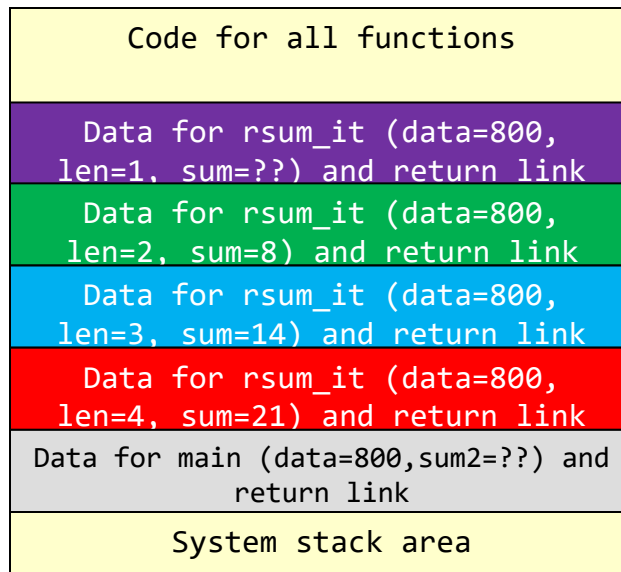 Code for all functions
Data for rsum_it (data=800,
len=1, sum=??) and return link
Data for rsum_it (data=800,
len=2, sum=8) and return link
Data for rsum_it (data=800,
len=3, sum=14) and return link
Data for rsum_it (data=800,
len=4, sum=21) and return link
Data for main (data=800,sum2=??) and
return link
System stack area